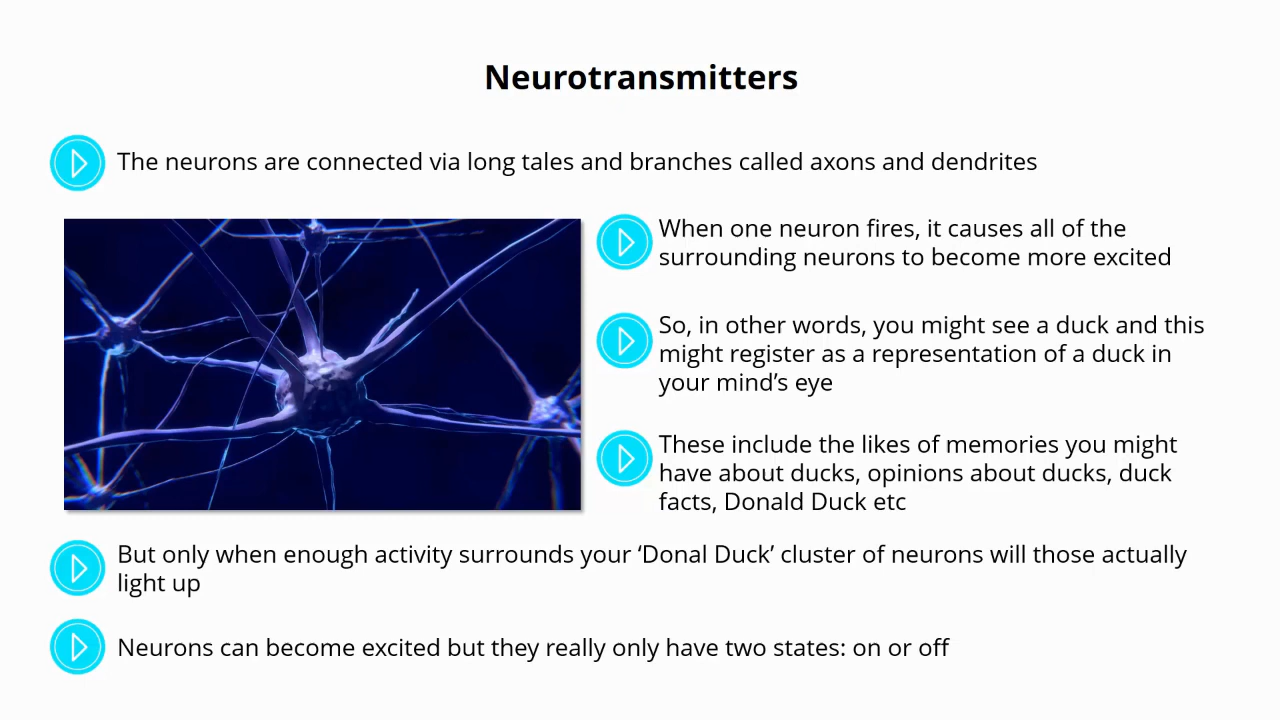 Neurotransmitters
The neurons are connected via long tales and branches called axons and dendrites
When one neuron fires, it causes all of the
surrounding neurons to become more excited
So, in other words, you might see a duck and this
might register as a representation of a duck in
your mind’s eye
These include the likes of memories you might
have about ducks, opinions about ducks, duck
facts, Donald Duck etc
But only when enough activity surrounds your ‘Donal Duck’ cluster of neurons will those actually
light up
Neurons can become excited but they really only have two states: on or off